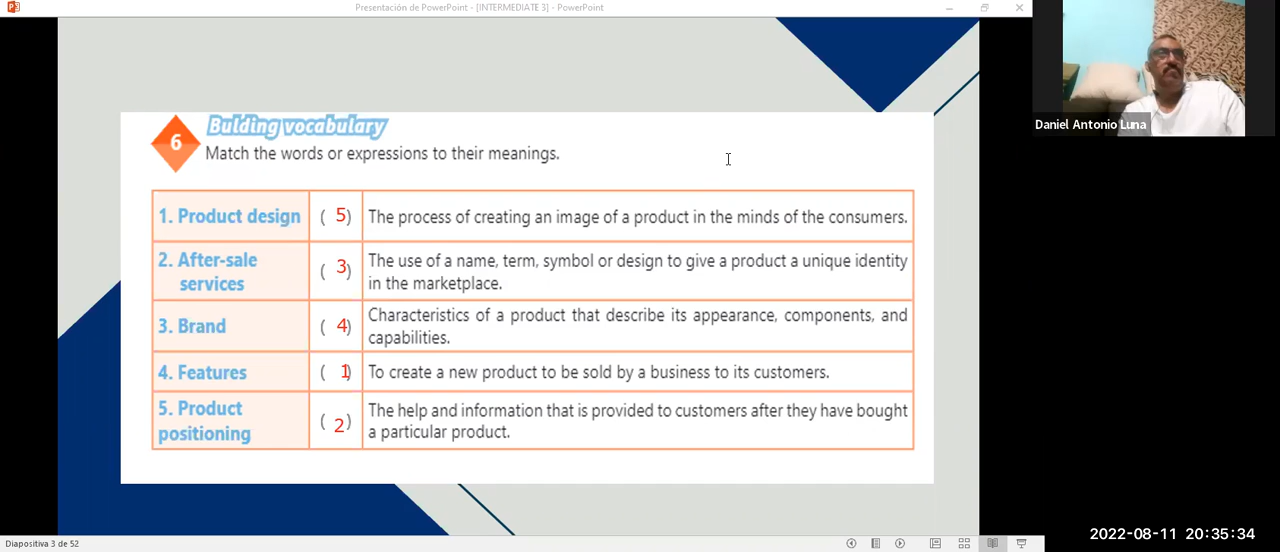 Presentación de PowerPoint - [INTERMEDIATE 3] - PowerPoint
Daniel Antonio Luna
6
Bulding vocabulary
Match the words or expressions to their meanings.
1. Product design ( 5) The process of creating an image of a product in the minds of the consumers.
2. After-sale
services
( 3)
The use of a name, term, symbol or design to give a product a unique identity
in the marketplace.
3. Brand
( 4)
Characteristics of a product that describe its appearance, components, and
capabilities.
4. Features ( 1) To create a new product to be sold by a business to its customers.
5. Product
positioning
( 2)
The help and information that is provided to customers after they have bought
a particular product.
Diapositiva 3 de 52
2022-08-11 20:35:34